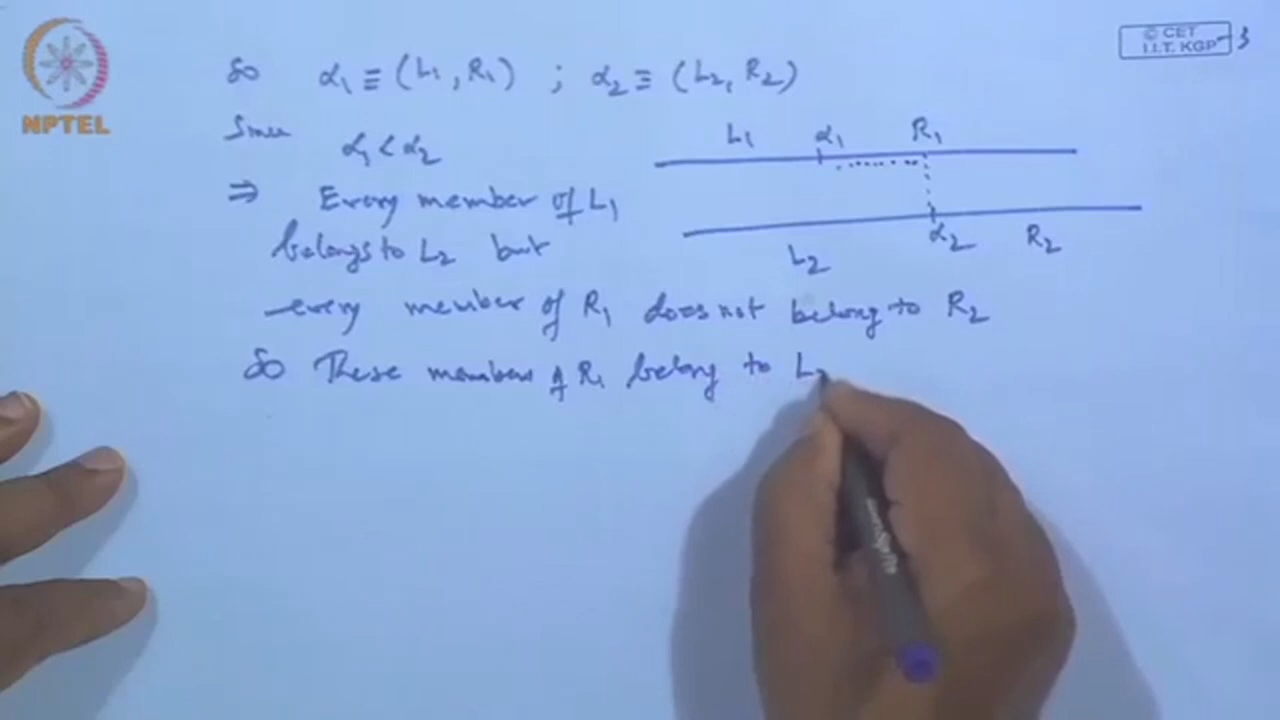 NPTEL
© CET
I.I.T. KGP -3
So α₁ ≡ (L₁, R₁) ; α₂ ≡ (L₂, R₂)
Since α₁ < α₂
L₁ α₁ R₁
⇒ Every member of L₁
belongs to L₂ but
L₂ α₂ R₂
every member of R₁ does not belong to R₂
So These members of R₁ belong to L₂